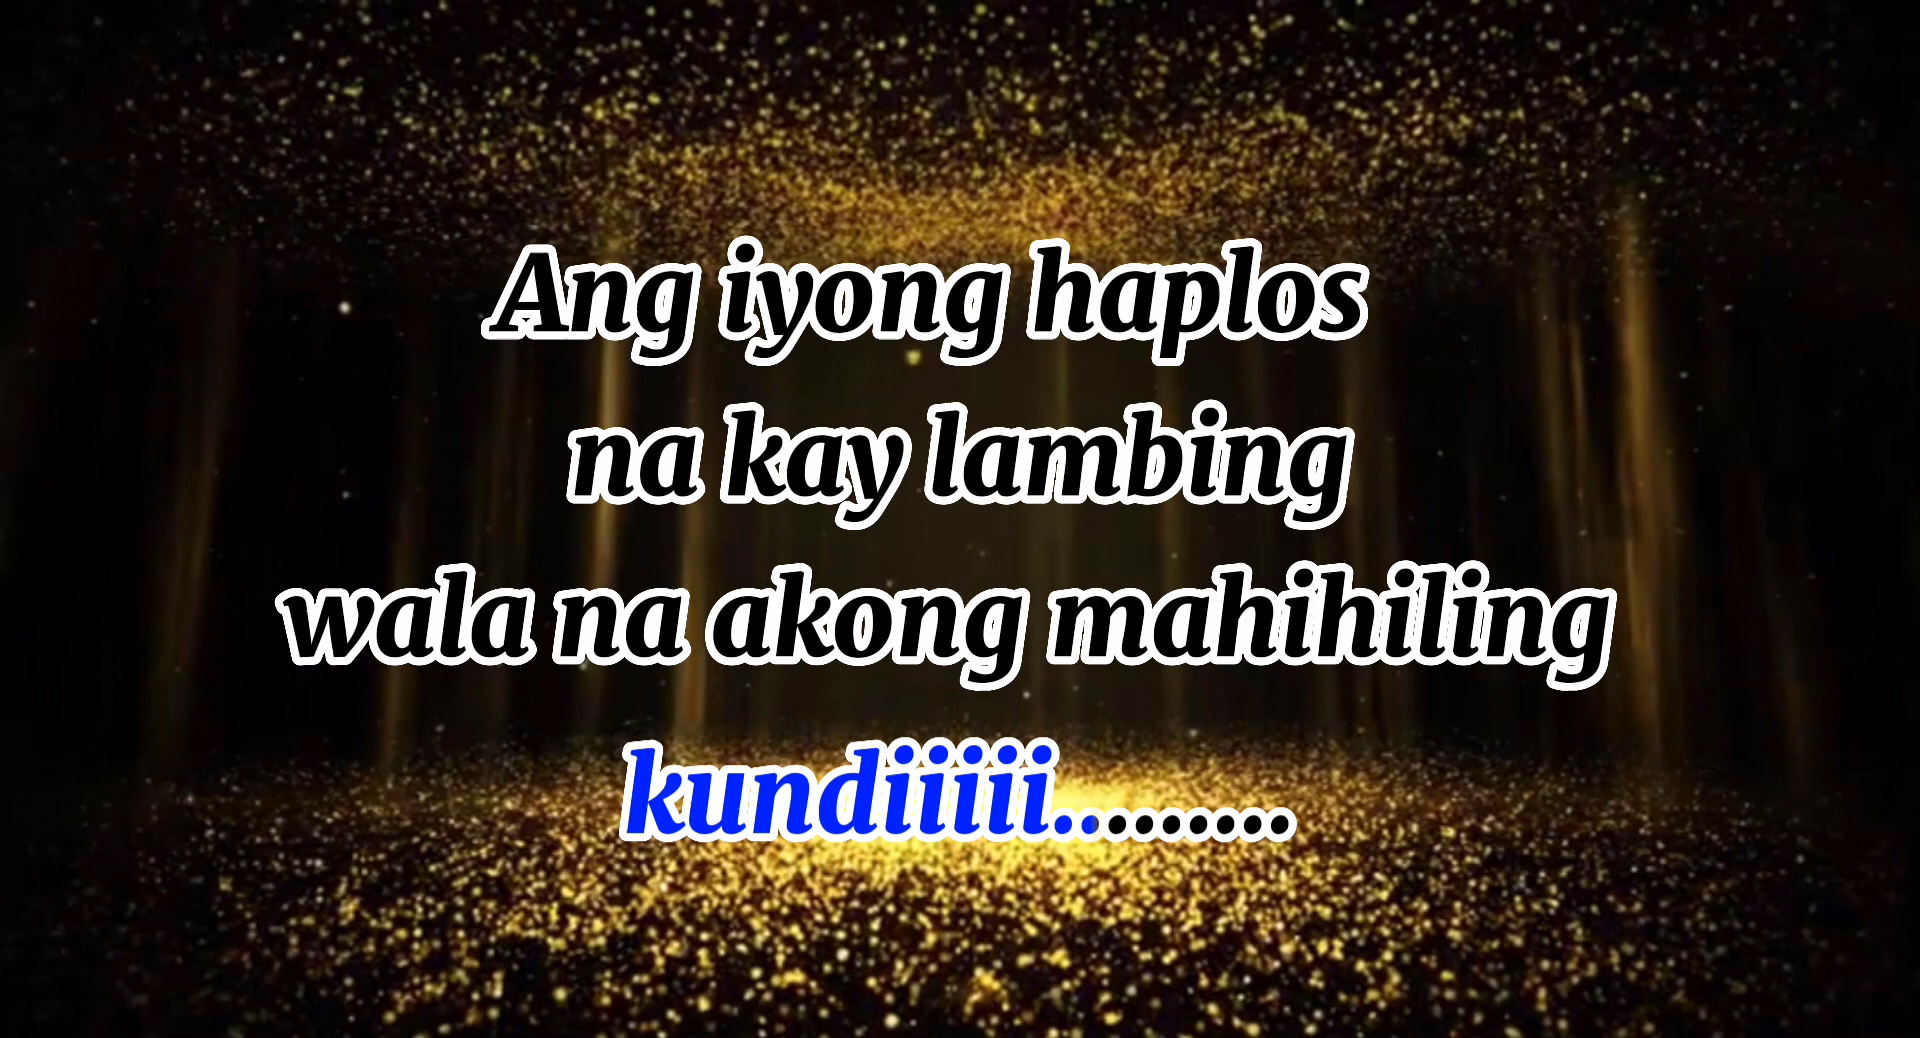 Ang iyong haplos
na kay lambing
wala na akong mahihiling
kundiiiii.........